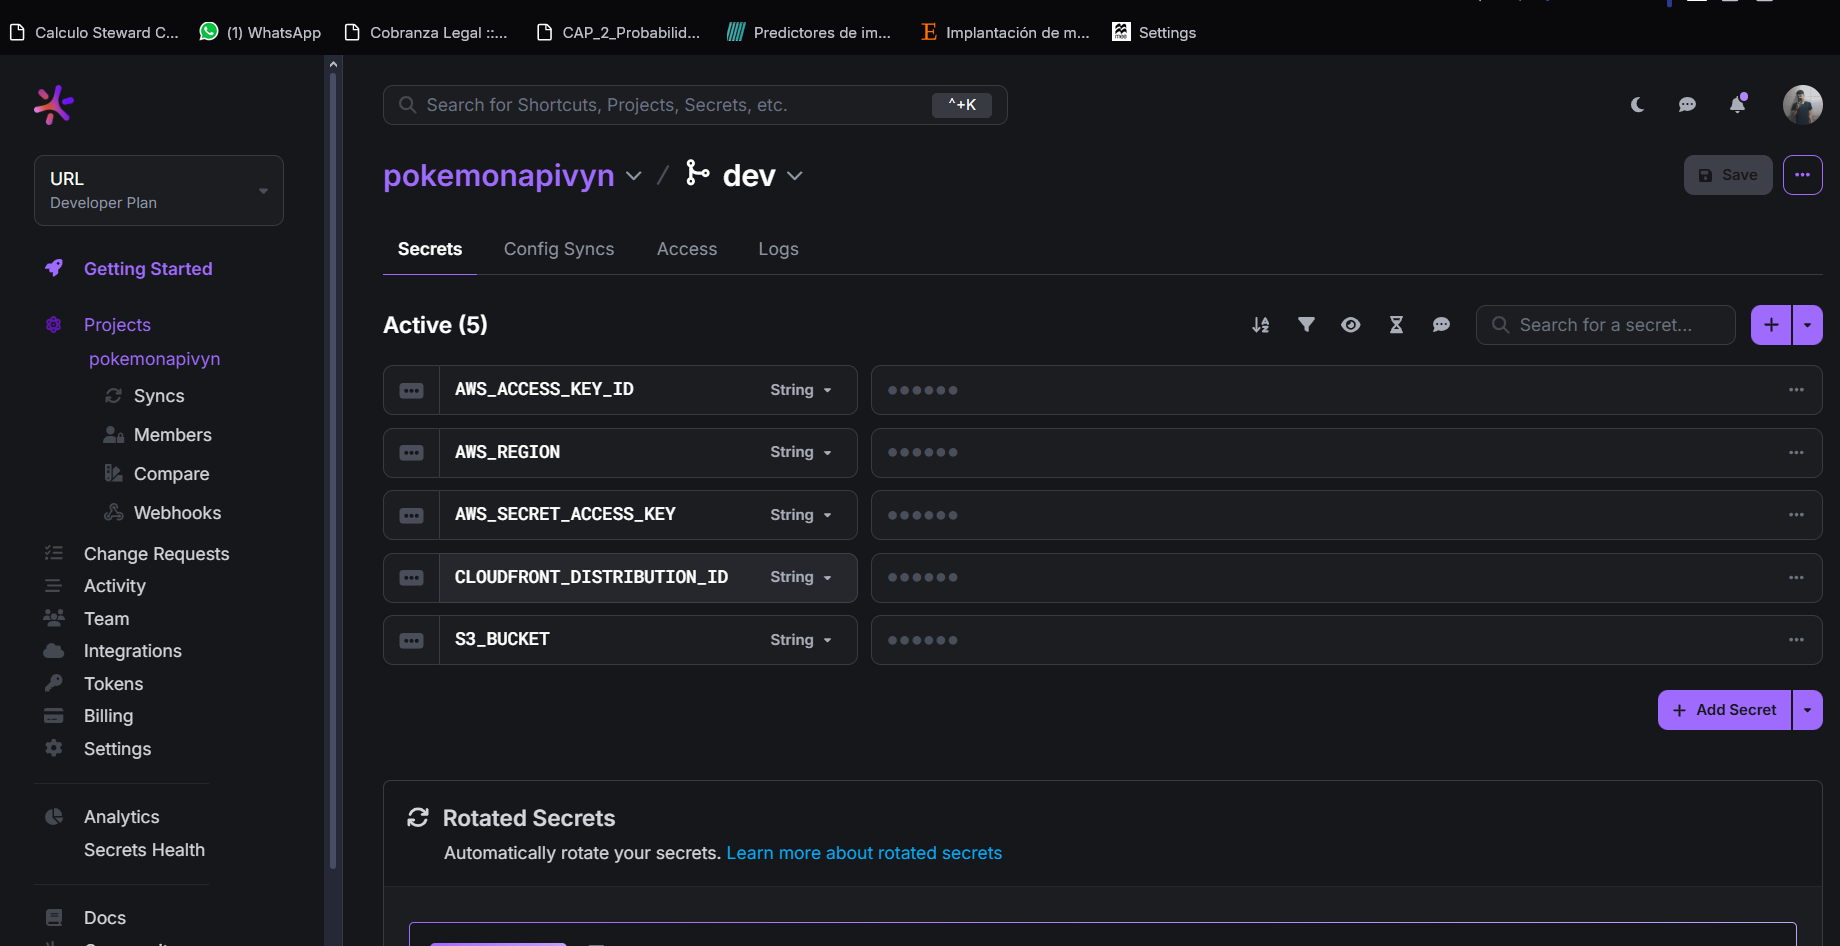 Calculo Steward C...
(1) WhatsApp
Cobranza Legal ::...
CAP_2_Probabilid...
Predictores de im...
Implantación de m...
Settings
URL
Developer Plan
Getting Started
Projects
pokemonapivyn
Syncs
Members
Compare
Webhooks
Change Requests
Activity
Team
Integrations
Tokens
Billing
Settings
Analytics
Secrets Health
Docs
Search for Shortcuts, Projects, Secrets, etc.
^+K
pokemonapivyn / dev
Save
Secrets
Config Syncs
Access
Logs
Active (5)
Search for a secret...
AWS_ACCESS_KEY_ID String
AWS_REGION String
AWS_SECRET_ACCESS_KEY String
CLOUDFRONT_DISTRIBUTION_ID String
S3_BUCKET String
Add Secret
Rotated Secrets
Automatically rotate your secrets. Learn more about rotated secrets